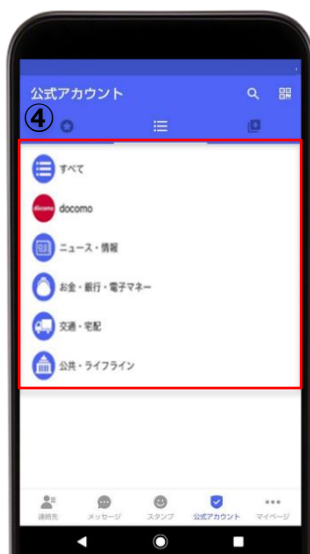 公式アカウント
④
すべて
docomo
docomo
ニュース・情報
お金・銀行・電子マネー
交通・宅配
公共・ライフライン
連絡先
メッセージ
スタンプ
公式アカウント
マイページ